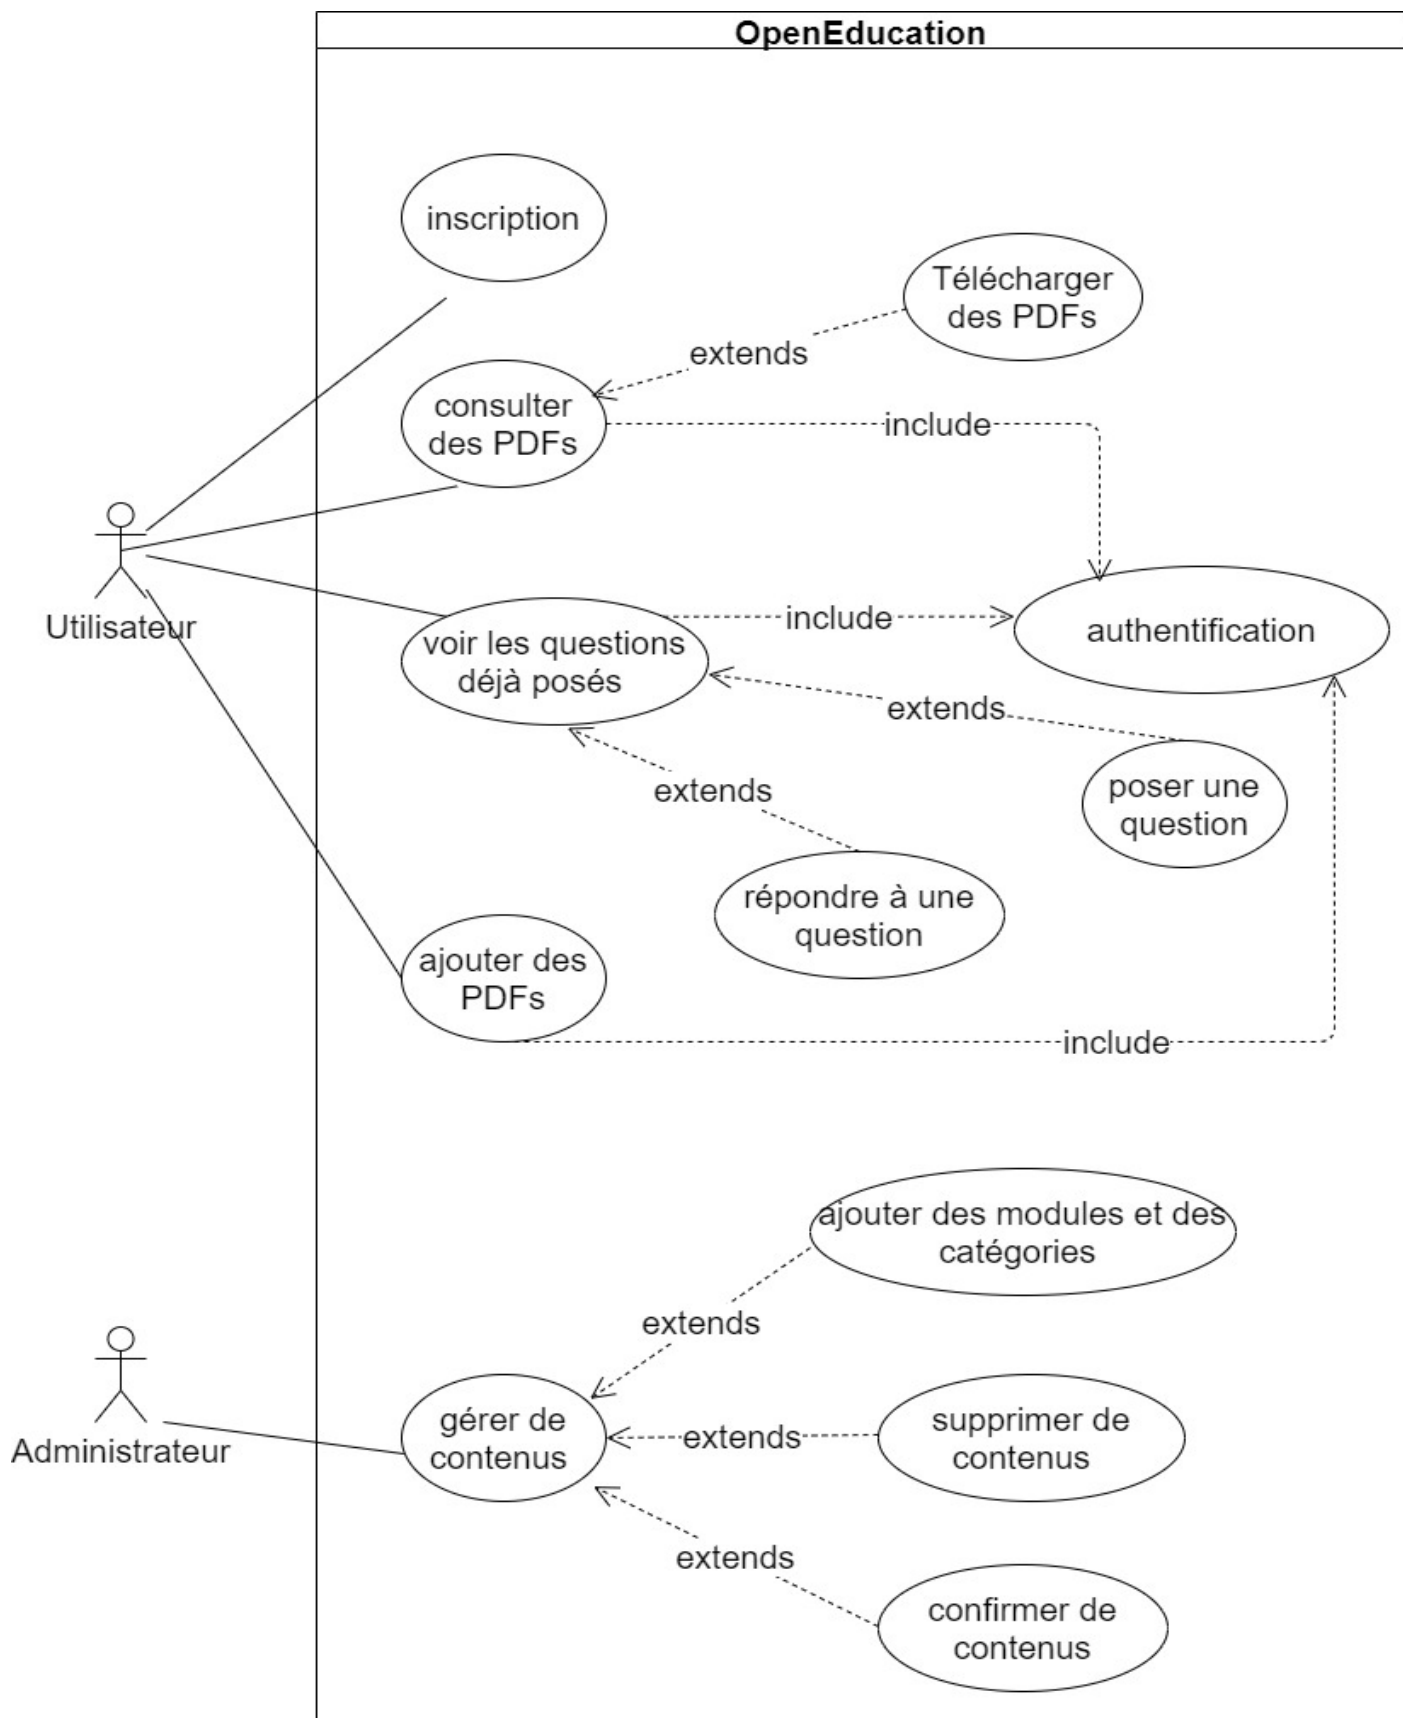 OpenEducation
inscription
Télécharger
des PDFs
extends
consulter
des PDFs
include
Utilisateur
voir les questions
déjà posés
include
authentification
extends
extends
poser une
question
répondre à une
question
ajouter des
PDFs
include
ajouter des modules et des
catégories
extends
Administrateur
gérer de
contenus
extends
supprimer de
contenus
extends
confirmer de
contenus